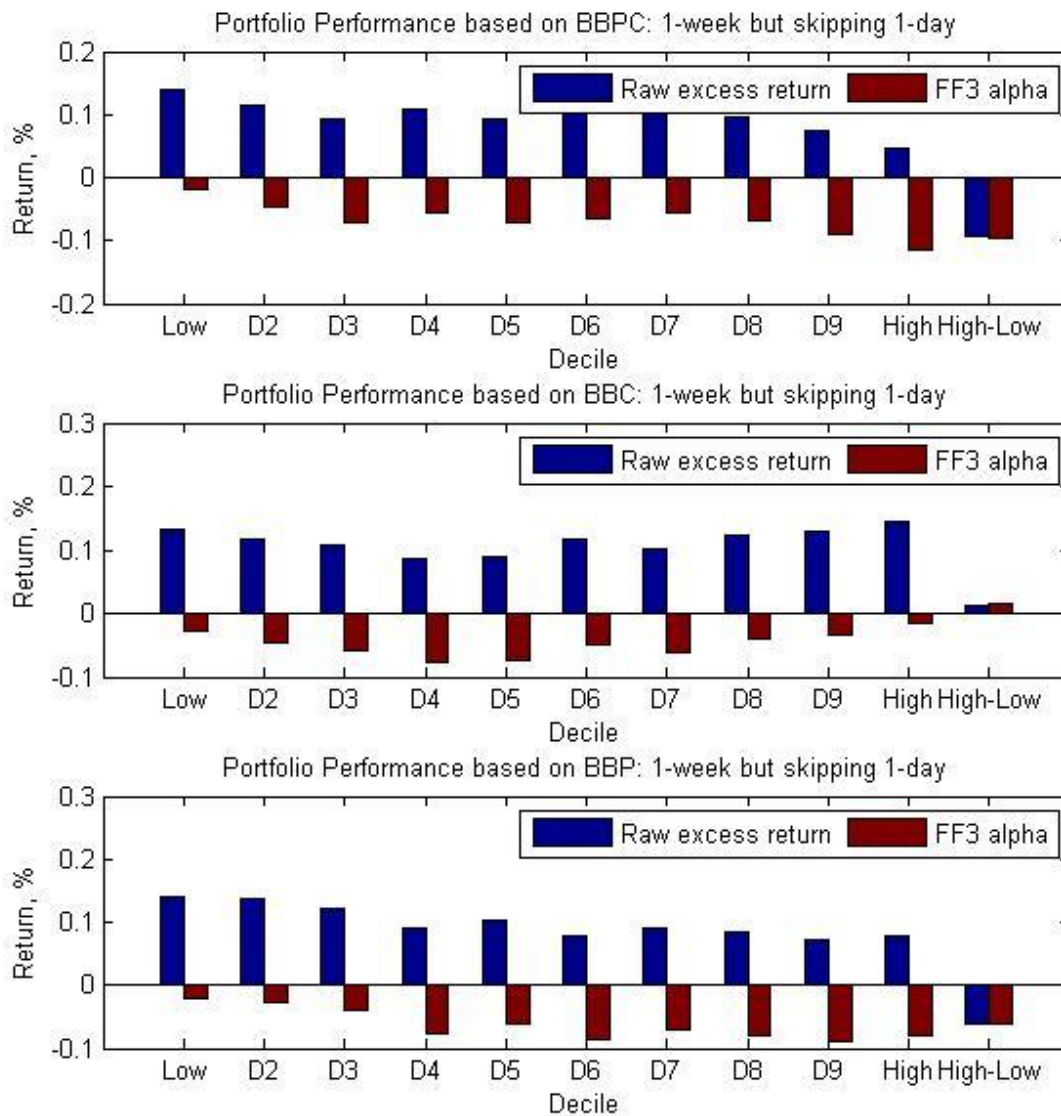 Portfolio Performance based on BBPC: 1-week but skipping 1-day
0.2
Raw excess return FF3 alpha
0.1
0
-0.1
-0.2
Return, %
Low D2 D3 D4 D5 D6 D7 D8 D9 High High-Low
Decile
Portfolio Performance based on BBC: 1-week but skipping 1-day
0.3
Raw excess return FF3 alpha
0.2
0.1
0
-0.1
Return, %
Low D2 D3 D4 D5 D6 D7 D8 D9 High High-Low
Decile
Portfolio Performance based on BBP: 1-week but skipping 1-day
0.3
Raw excess return FF3 alpha
0.2
0.1
0
-0.1
Return, %
Low D2 D3 D4 D5 D6 D7 D8 D9 High High-Low
Decile